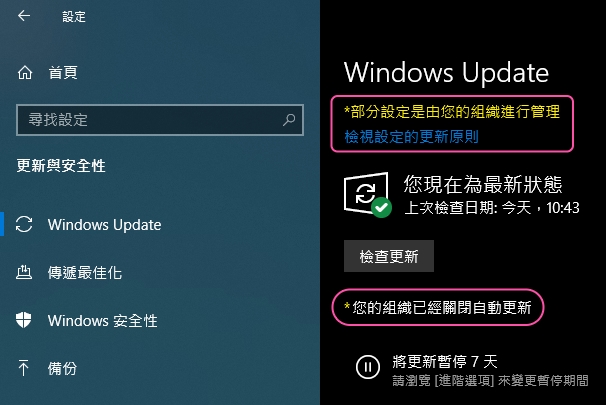 設定
首頁
尋找設定
更新與安全性
Windows Update
傳遞最佳化
Windows 安全性
備份
Windows Update
*部分設定是由您的組織進行管理
檢視設定的更新原則
您現在為最新狀態
上次檢查日期: 今天，10:43
檢查更新
*您的組織已經關閉自動更新
將更新暫停 7 天
請瀏覽 [進階選項] 來變更暫停期間